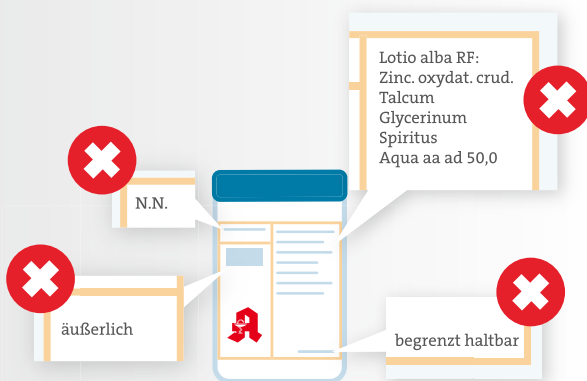 Lotio alba RF:
Zinc. oxydat. crud.
Talcum
Glycerinum
Spiritus
Aqua aa ad 50,0
N.N.
äußerlich
begrenzt haltbar